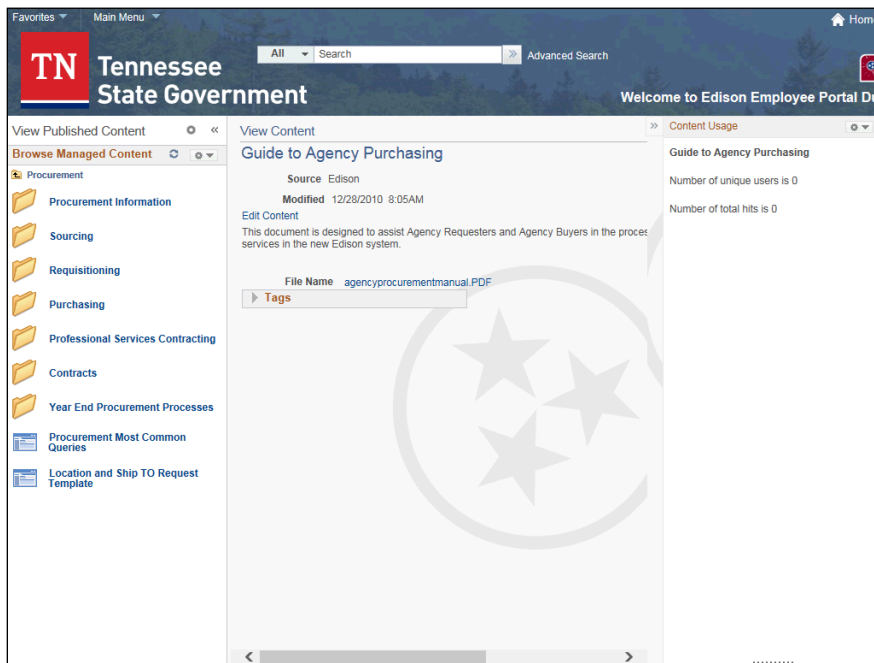 Favorites Main Menu
All Search Advanced Search
TN Tennessee
State Government
Welcome to Edison Employee Portal
View Published Content
Browse Managed Content
Procurement
Procurement Information
Sourcing
Requisitioning
Purchasing
Professional Services Contracting
Contracts
Year End Procurement Processes
Procurement Most Common
Queries
Location and Ship TO Request
Template
View Content
Guide to Agency Purchasing
Source Edison
Modified 12/28/2010 8:05AM
Edit Content
This document is designed to assist Agency Requesters and Agency Buyers in the
services in the new Edison system.
File Name agencyprocurementmanual.PDF
Tags
Content Usage
Guide to Agency Purchasing
Number of unique users is 0
Number of total hits is 0